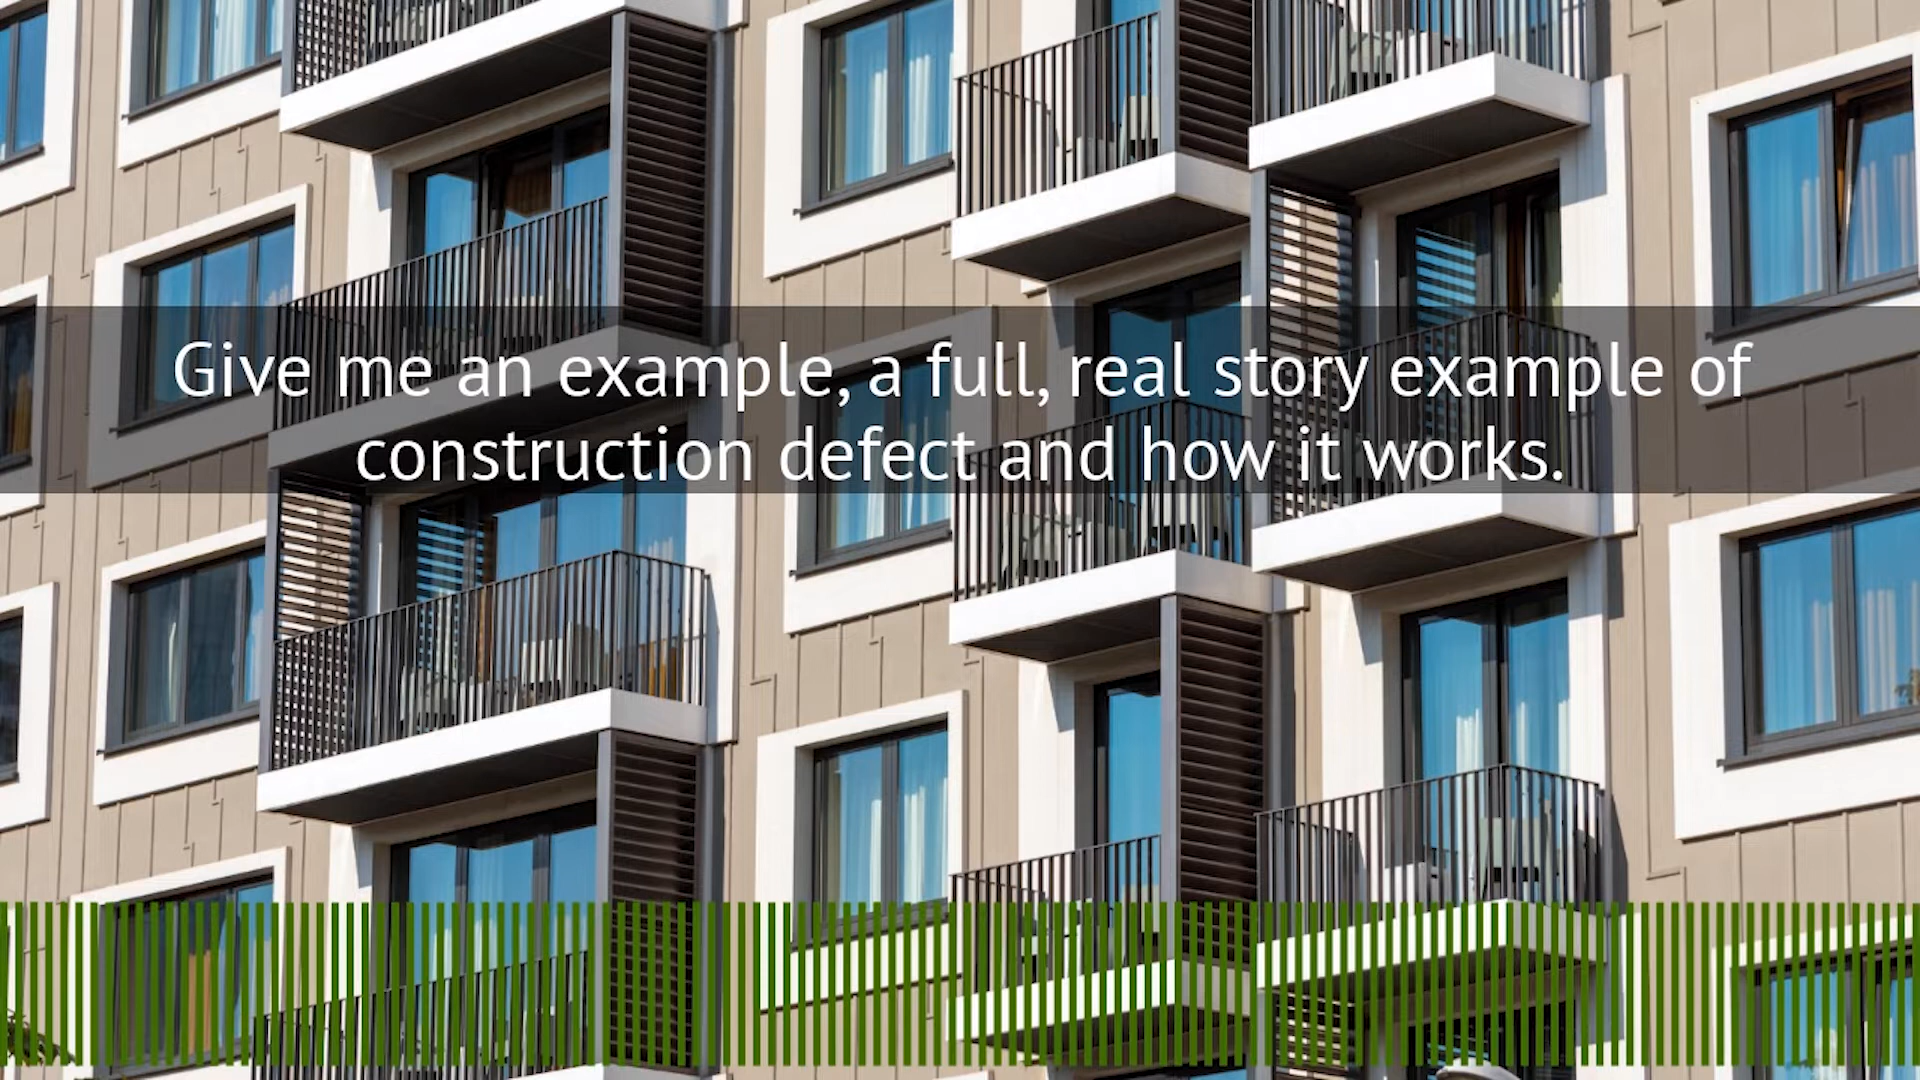 Give me an example, a full, real story example of
construction defect and how it works.